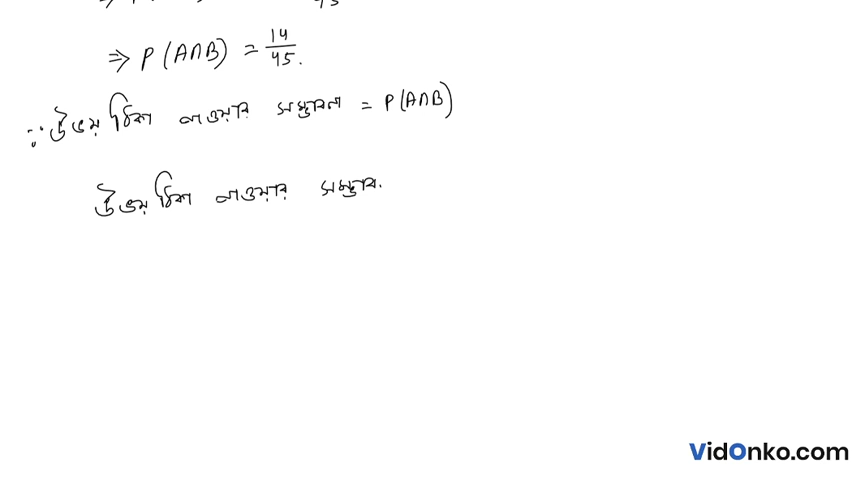 ⇒ P(A∩B) = 14/45.
∵ উভয় ঠিকা পাওয়ার সম্ভাবনা = P(A∩B)
উভয় ঠিকা পাওয়ার সম্ভাব.
VidOnko.com